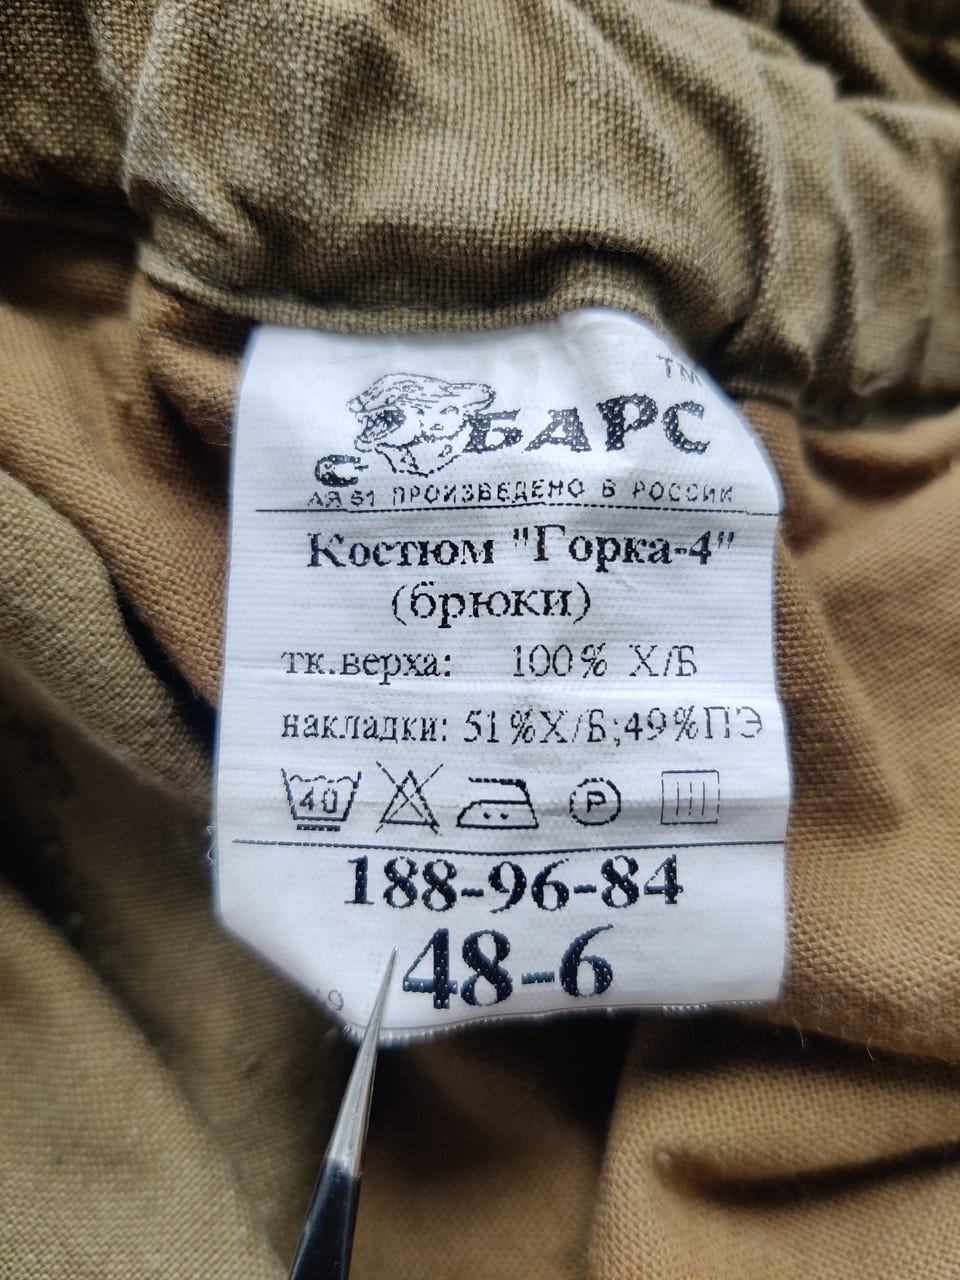 ТМ
БАРС
АЯ 61 ПРОИЗВЕДЕНО В РОССИИ
Костюм "Горка-4"
(брюки)
тк.верха: 100% Х/Б
накладки: 51%Х/Б;49%ПЭ
40 P
188-96-84
48-6